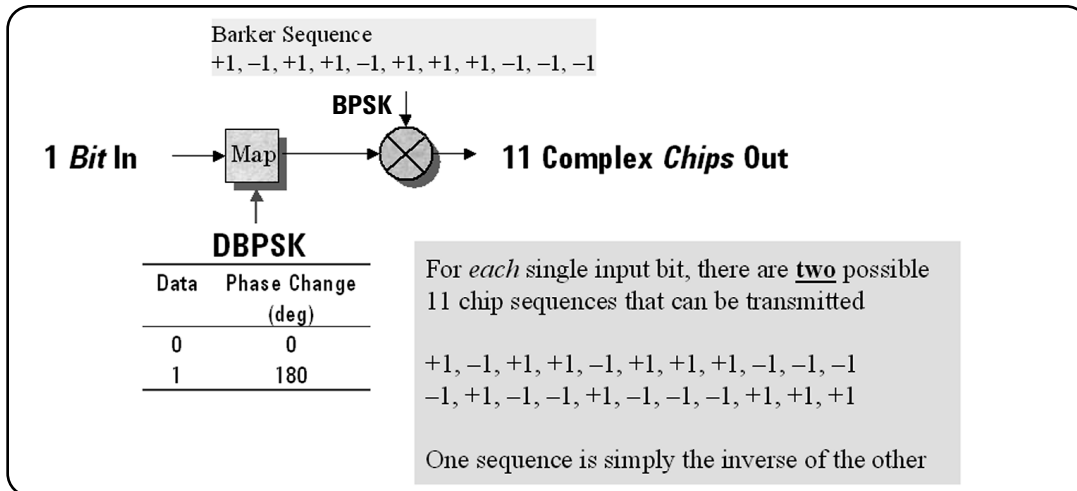 Barker Sequence
+1, –1, +1, +1, –1, +1, +1, +1, –1, –1, –1
BPSK
1 Bit In
Map
11 Complex Chips Out
DBPSK
Data Phase Change
(deg)
0 0
1 180
For each single input bit, there are two possible
11 chip sequences that can be transmitted
+1, –1, +1, +1, –1, +1, +1, +1, –1, –1, –1
–1, +1, –1, –1, +1, –1, –1, –1, +1, +1, +1
One sequence is simply the inverse of the other